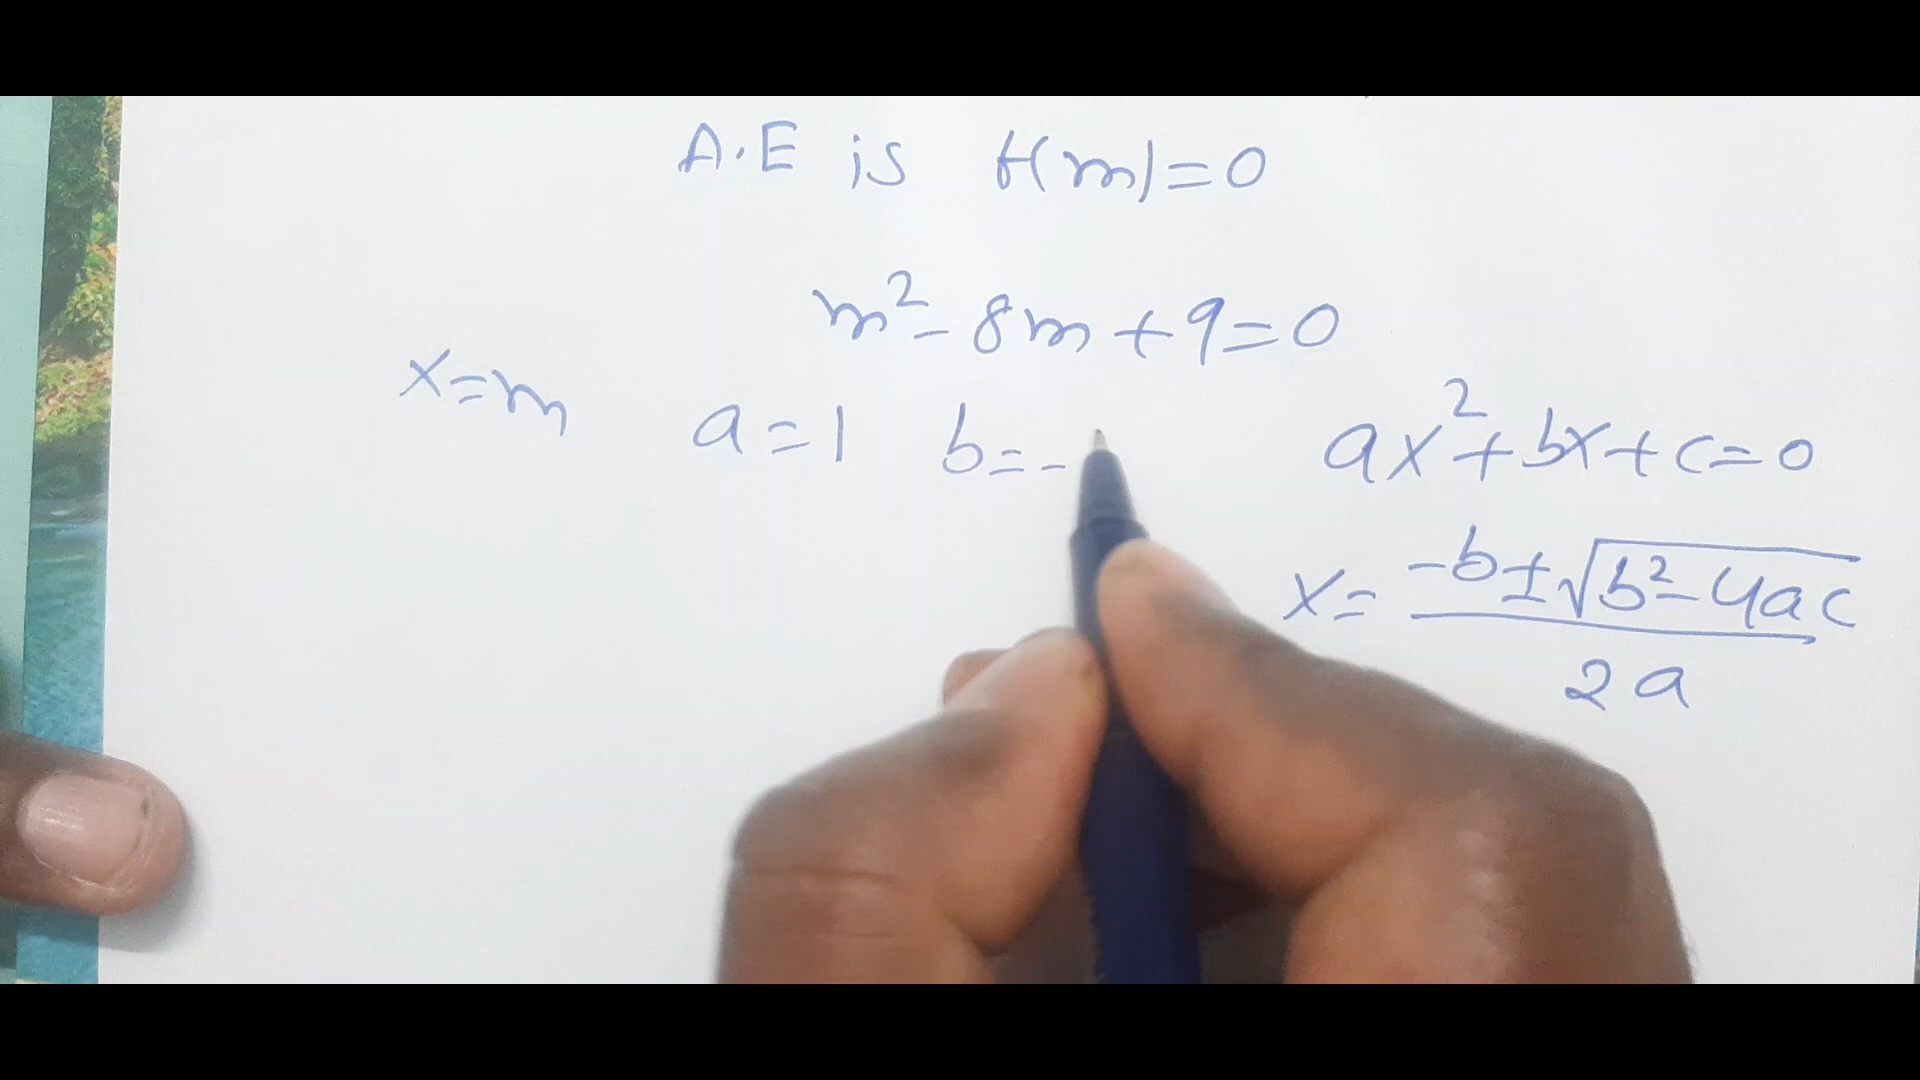 A.E is f(m)=0
m²-8m+9=0
x=m a=1 b=-
ax²+bx+c=0
x= -b±√b²-4ac
2a